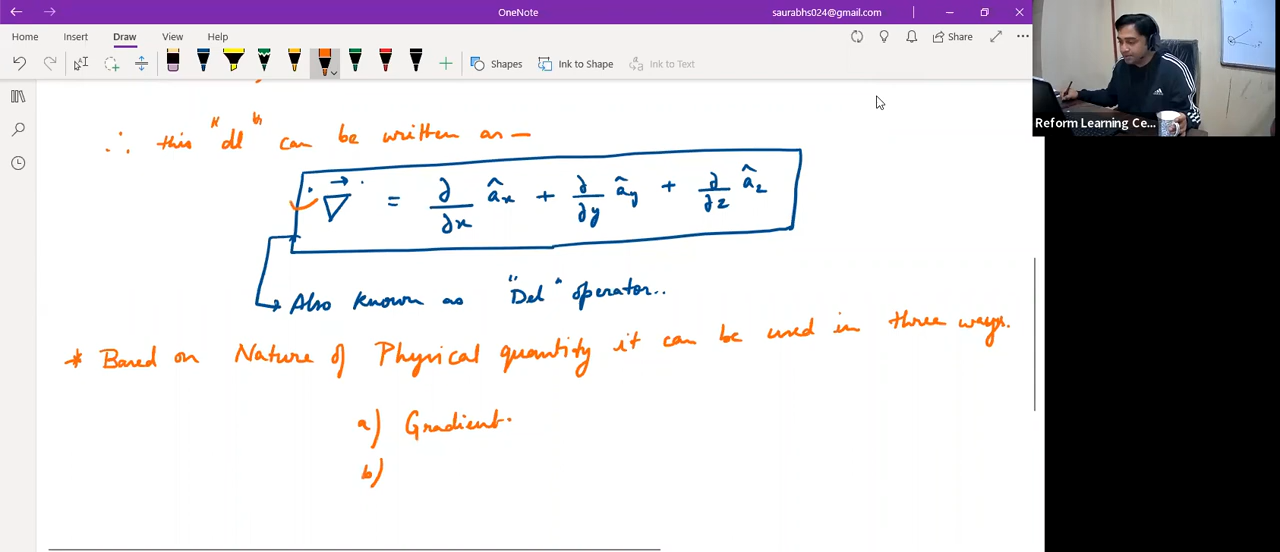 OneNote
saurabhs024@gmail.com
Home Insert Draw View Help
Share
Shapes
Ink to Shape
Ink to Text
Reform Learning Ce...
∴ this "dl" can be written as —
∇⃗ = ∂/∂x âx + ∂/∂y ây + ∂/∂z âz
→ Also known as "Del" operator..
* Based on Nature of Physical quantity it can be used in three ways.
a) Gradient.
b)